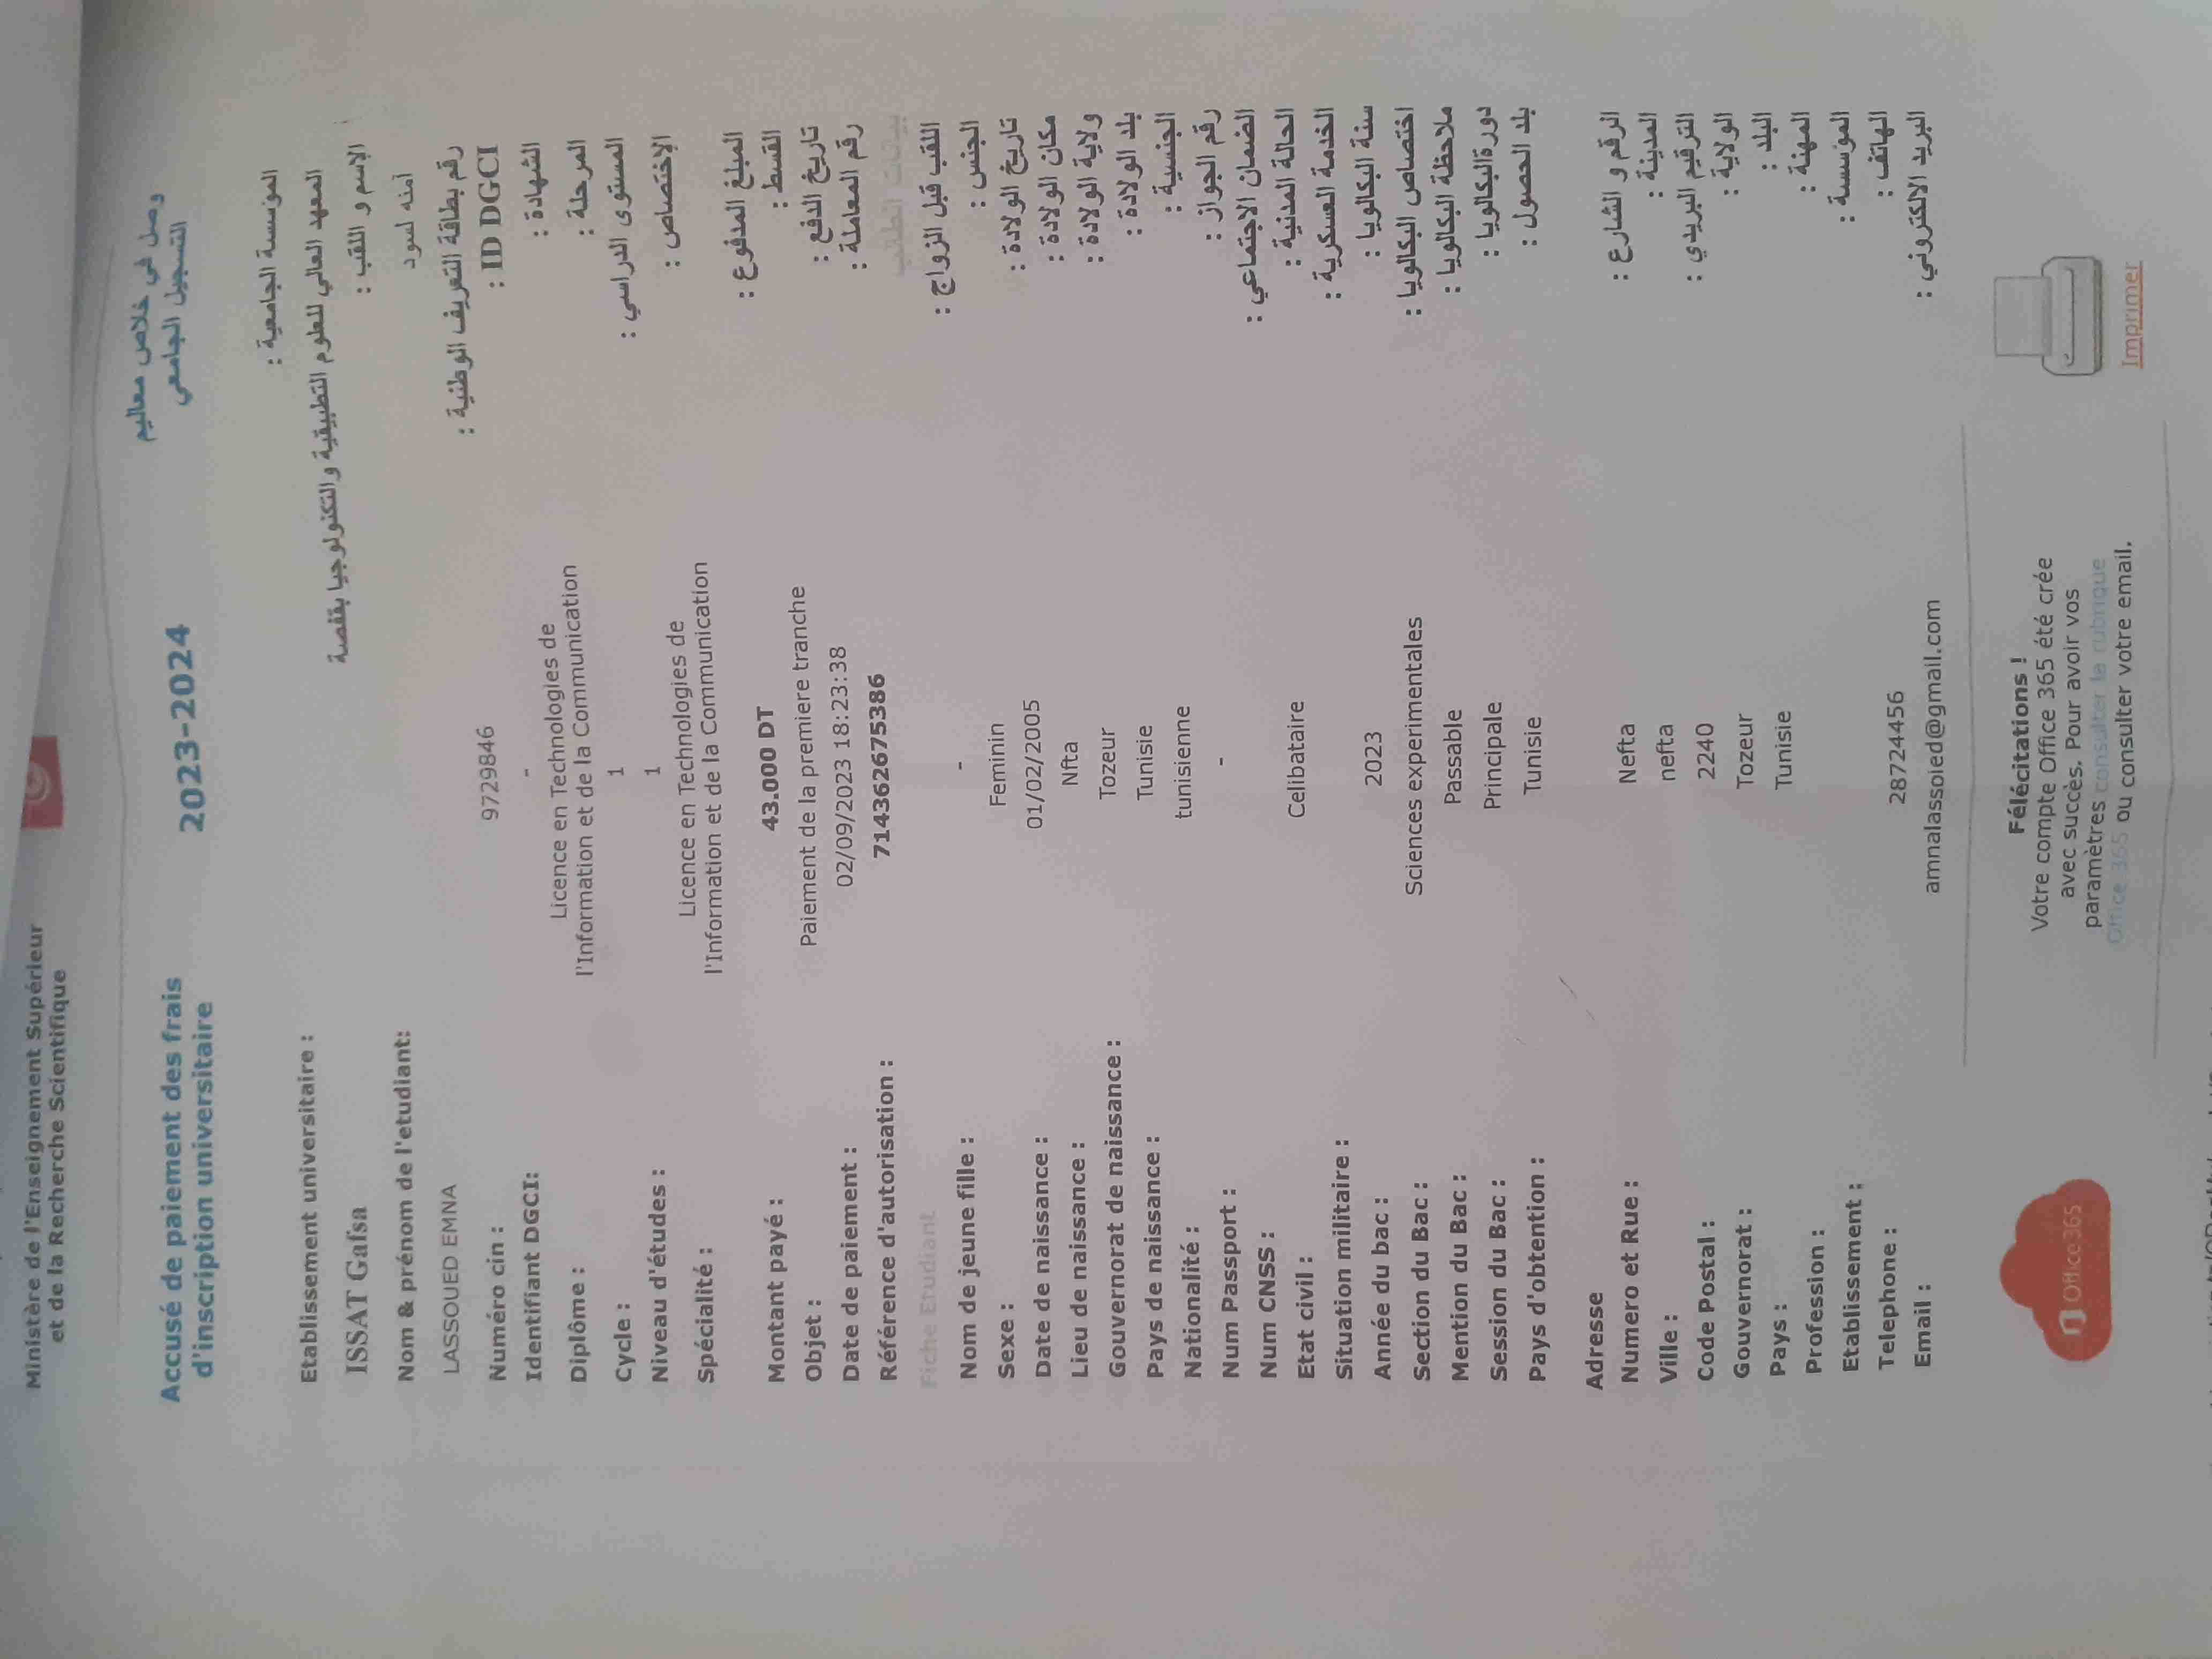 Ministère de l'Enseignement Supérieur
et de la Recherche Scientifique
Accusé de paiement des frais
d'inscription universitaire
2023-2024
وصل في خلاص معاليم
التسجيل الجامعي
Etablissement universitaire :
المؤسسة الجامعية :
ISSAT Gafsa
المعهد العالي للعلوم التطبيقية والتكنولوجيا بقفصة
Nom & prénom de l'etudiant:
الإسم و اللقب :
LASSOUED EMNA
امنه لسود
Numéro cin : 9729846 رقم بطاقة التعريف الوطنية :
Identifiant DGCI: - ID DGCI :
Diplôme : Licence en Technologies de
l'Information et de la Communication الشهادة :
Cycle : 1 المرحلة :
Niveau d'études : 1 المستوى الدراسي :
Spécialité : Licence en Technologies de
l'Information et de la Communication الإختصاص :
Montant payé : 43.000 DT المبلغ المدفوع :
Objet : Paiement de la premiere tranche القسط :
Date de paiement : 02/09/2023 18:23:38 تاريخ الدفع :
Référence d'autorisation : 714362675386 رقم المعاملة :
Fiche Etudiant بيانات الطالب
Nom de jeune fille : - اللقب قبل الزواج :
Sexe : Feminin الجنس :
Date de naissance : 01/02/2005 تاريخ الولادة :
Lieu de naissance : Nfta مكان الولادة :
Gouvernorat de naissance : Tozeur ولاية الولادة :
Pays de naissance : Tunisie بلد الولادة :
Nationalité : tunisienne الجنسية :
Num Passport : - رقم الجواز :
Num CNSS : الضمان الاجتماعي :
Etat civil : Celibataire الحالة المدنية :
Situation militaire : الخدمة العسكرية :
Année du bac : 2023 سنة البكالويا :
Section du Bac : Sciences experimentales اختصاص البكالويا :
Mention du Bac : Passable ملاحظة البكالويا :
Session du Bac : Principale دورةالبكالويا :
Pays d'obtention : Tunisie بلد الحصول :
Adresse
Numero et Rue : Nefta الرقم و الشارع :
Ville : nefta المدينة :
Code Postal : 2240 الترقيم البريدي :
Gouvernorat : Tozeur الولاية :
Pays : Tunisie البلد :
Profession : المهنة :
Etablissement : المؤسسة :
Telephone : 28724456 الهاتف :
Email : amnalassoied@gmail.com البريد الالكتروني :
Office 365
Félécitations !
Votre compte Office 365 été crée
avec succès. Pour avoir vos
paramètres consulter la rubrique
Office 365 ou consulter votre email.
Imprimer